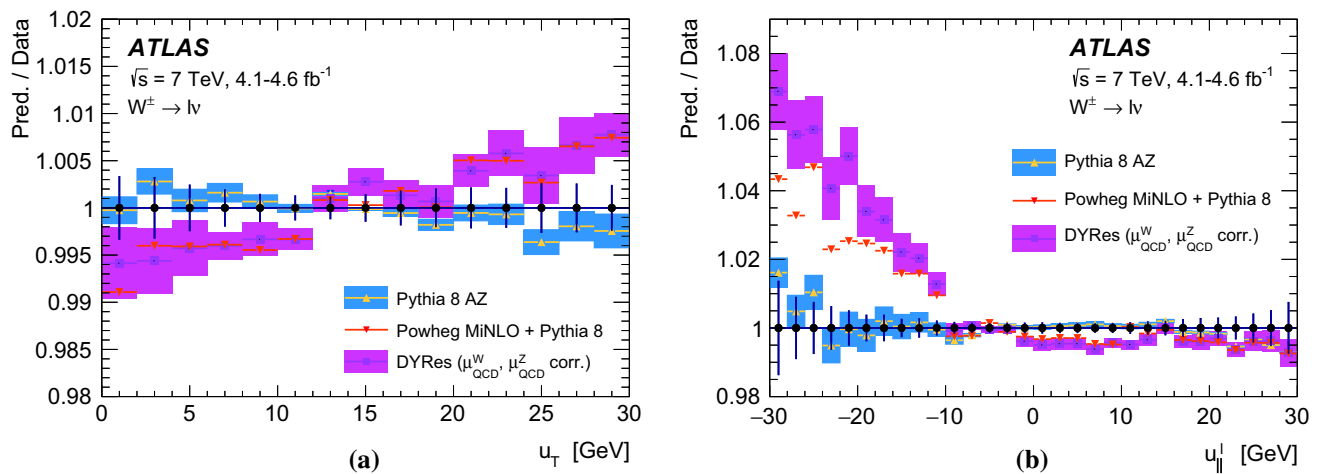 Pred. / Data
1.02
1.015
1.01
1.005
1
0.995
0.99
0.985
0.98
ATLAS
√s = 7 TeV, 4.1-4.6 fb⁻¹
W± → lν
Pythia 8 AZ
Powheg MiNLO + Pythia 8
DYRes (μ^W_QCD, μ^Z_QCD corr.)
0 5 10 15 20 25 30
u_T [GeV]
(a)
Pred. / Data
1.08
1.06
1.04
1.02
1
0.98
ATLAS
√s = 7 TeV, 4.1-4.6 fb⁻¹
W± → lν
Pythia 8 AZ
Powheg MiNLO + Pythia 8
DYRes (μ^W_QCD, μ^Z_QCD corr.)
−30 −20 −10 0 10 20 30
u^l_∥ [GeV]
(b)